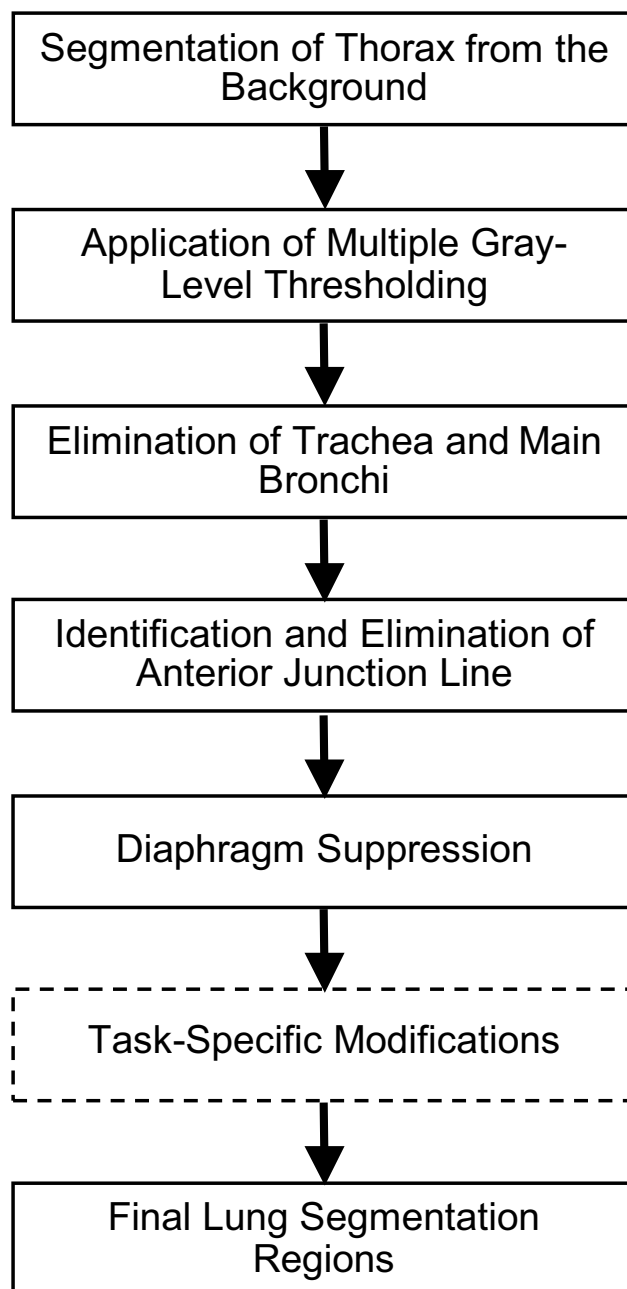 Segmentation of Thorax from the
Background
Application of Multiple Gray-
Level Thresholding
Elimination of Trachea and Main
Bronchi
Identification and Elimination of
Anterior Junction Line
Diaphragm Suppression
Task-Specific Modifications
Final Lung Segmentation
Regions